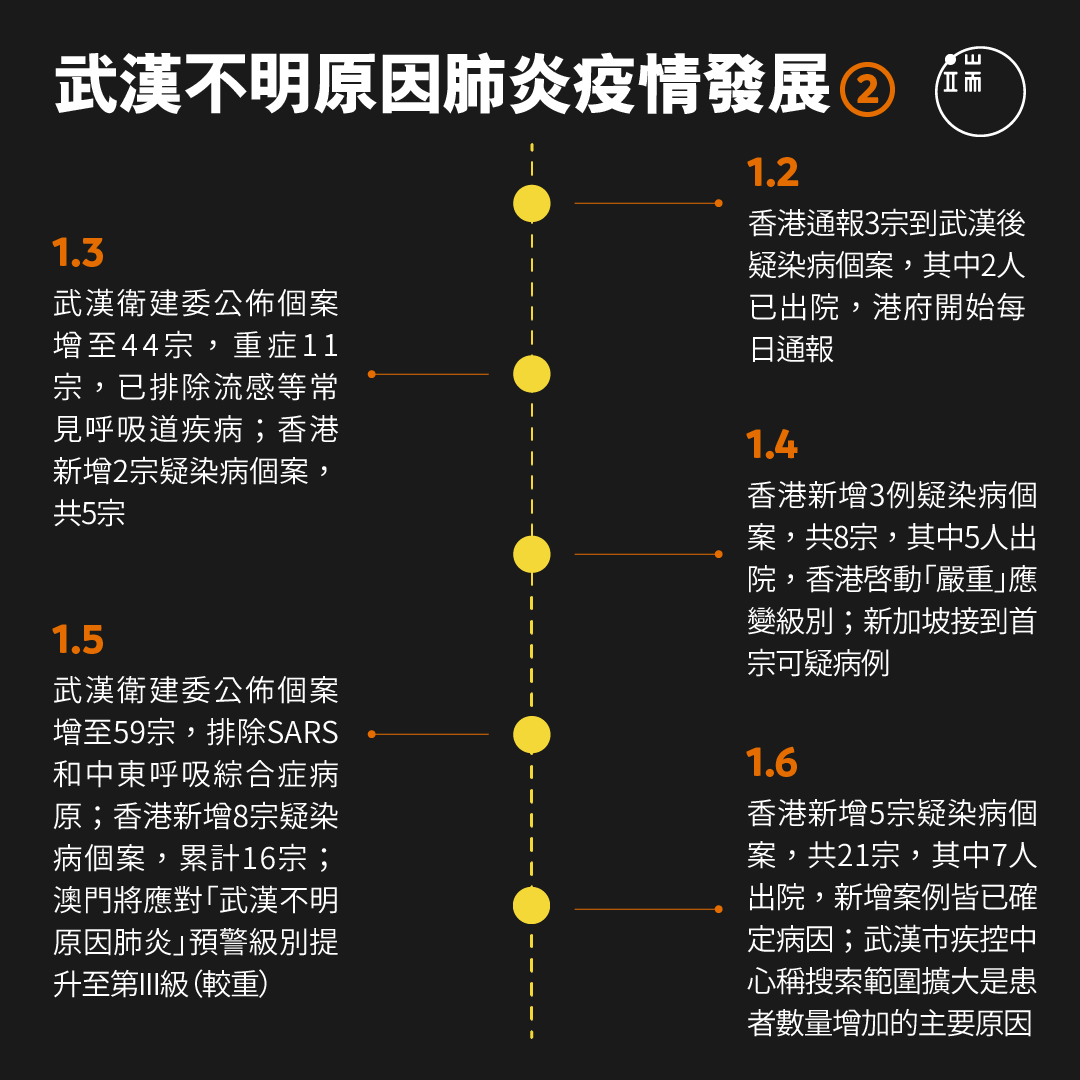 武漢不明原因肺炎疫情發展②
端
1.2
香港通報3宗到武漢後
疑染病個案，其中2人
已出院，港府開始每
日通報
1.3
武漢衛建委公佈個案
增至44宗，重症11
宗，已排除流感等常
見呼吸道疾病；香港
新增2宗疑染病個案，
共5宗
1.4
香港新增3例疑染病個
案，共8宗，其中5人出
院，香港啓動「嚴重」應
變級別；新加坡接到首
宗可疑病例
1.5
武漢衛建委公佈個案
增至59宗，排除SARS
和中東呼吸綜合症病
原；香港新增8宗疑染
病個案，累計16宗；
澳門將應對「武漢不明
原因肺炎」預警級別提
升至第III級（較重）
1.6
香港新增5宗疑染病個
案，共21宗，其中7人
出院，新增案例皆已確
定病因；武漢市疾控中
心稱搜索範圍擴大是患
者數量增加的主要原因